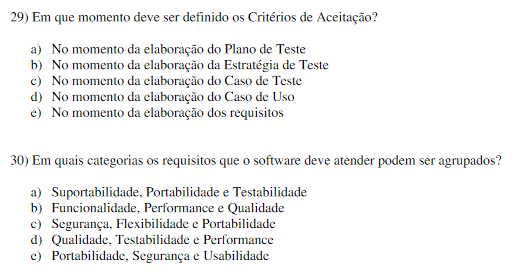 29) Em que momento deve ser definido os Critérios de Aceitação?
a) No momento da elaboração do Plano de Teste
b) No momento da elaboração da Estratégia de Teste
c) No momento da elaboração do Caso de Teste
d) No momento da elaboração do Caso de Uso
e) No momento da elaboração dos requisitos
30) Em quais categorias os requisitos que o software deve atender podem ser agrupados?
a) Suportabilidade, Portabilidade e Testabilidade
b) Funcionalidade, Performance e Qualidade
c) Segurança, Flexibilidade e Portabilidade
d) Qualidade, Testabilidade e Performance
e) Portabilidade, Segurança e Usabilidade